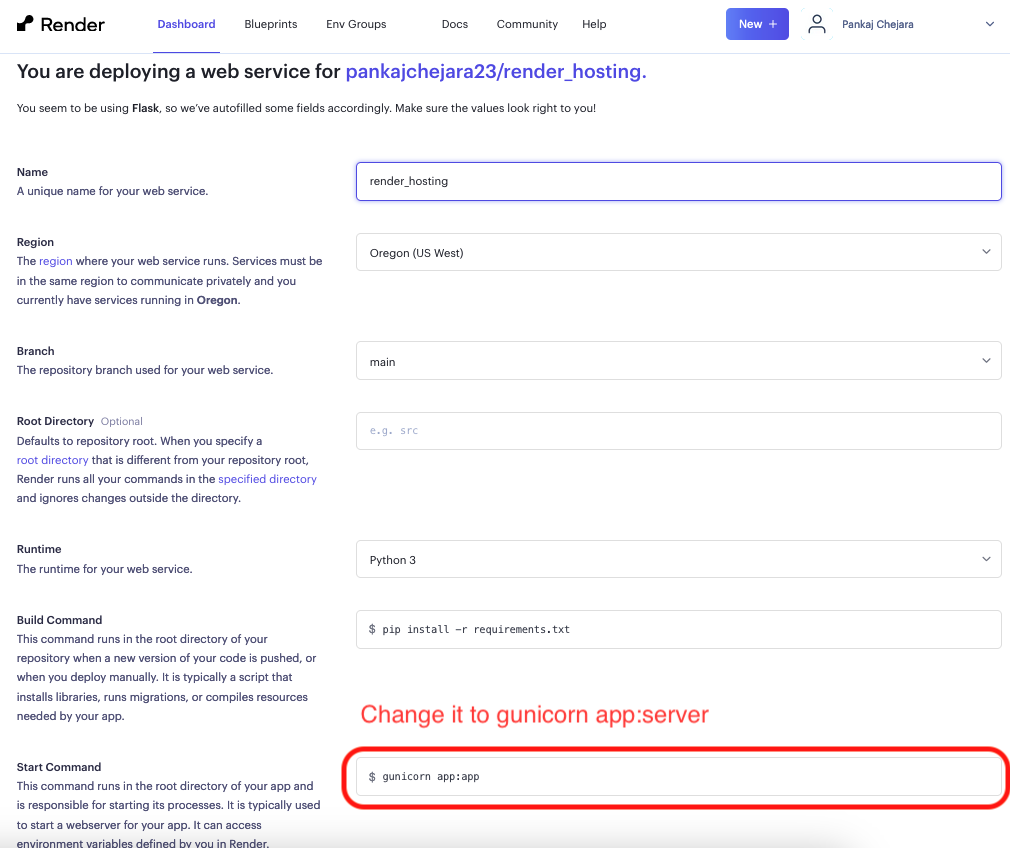 Render Dashboard Blueprints Env Groups Docs Community Help New + Pankaj Chejara
You are deploying a web service for pankajchejara23/render_hosting.
You seem to be using Flask, so we've autofilled some fields accordingly. Make sure the values look right to you!
Name
A unique name for your web service.
render_hosting
Region
The region where your web service runs. Services must be
in the same region to communicate privately and you
currently have services running in Oregon.
Oregon (US West)
Branch
The repository branch used for your web service.
main
Root Directory Optional
Defaults to repository root. When you specify a
root directory that is different from your repository root,
Render runs all your commands in the specified directory
and ignores changes outside the directory.
e.g. src
Runtime
The runtime for your web service.
Python 3
Build Command
This command runs in the root directory of your
repository when a new version of your code is pushed, or
when you deploy manually. It is typically a script that
installs libraries, runs migrations, or compiles resources
needed by your app.
$ pip install -r requirements.txt
Change it to gunicorn app:server
Start Command
This command runs in the root directory of your app and
is responsible for starting its processes. It is typically used
to start a webserver for your app. It can access
environment variables defined by you in Render.
$ gunicorn app:app